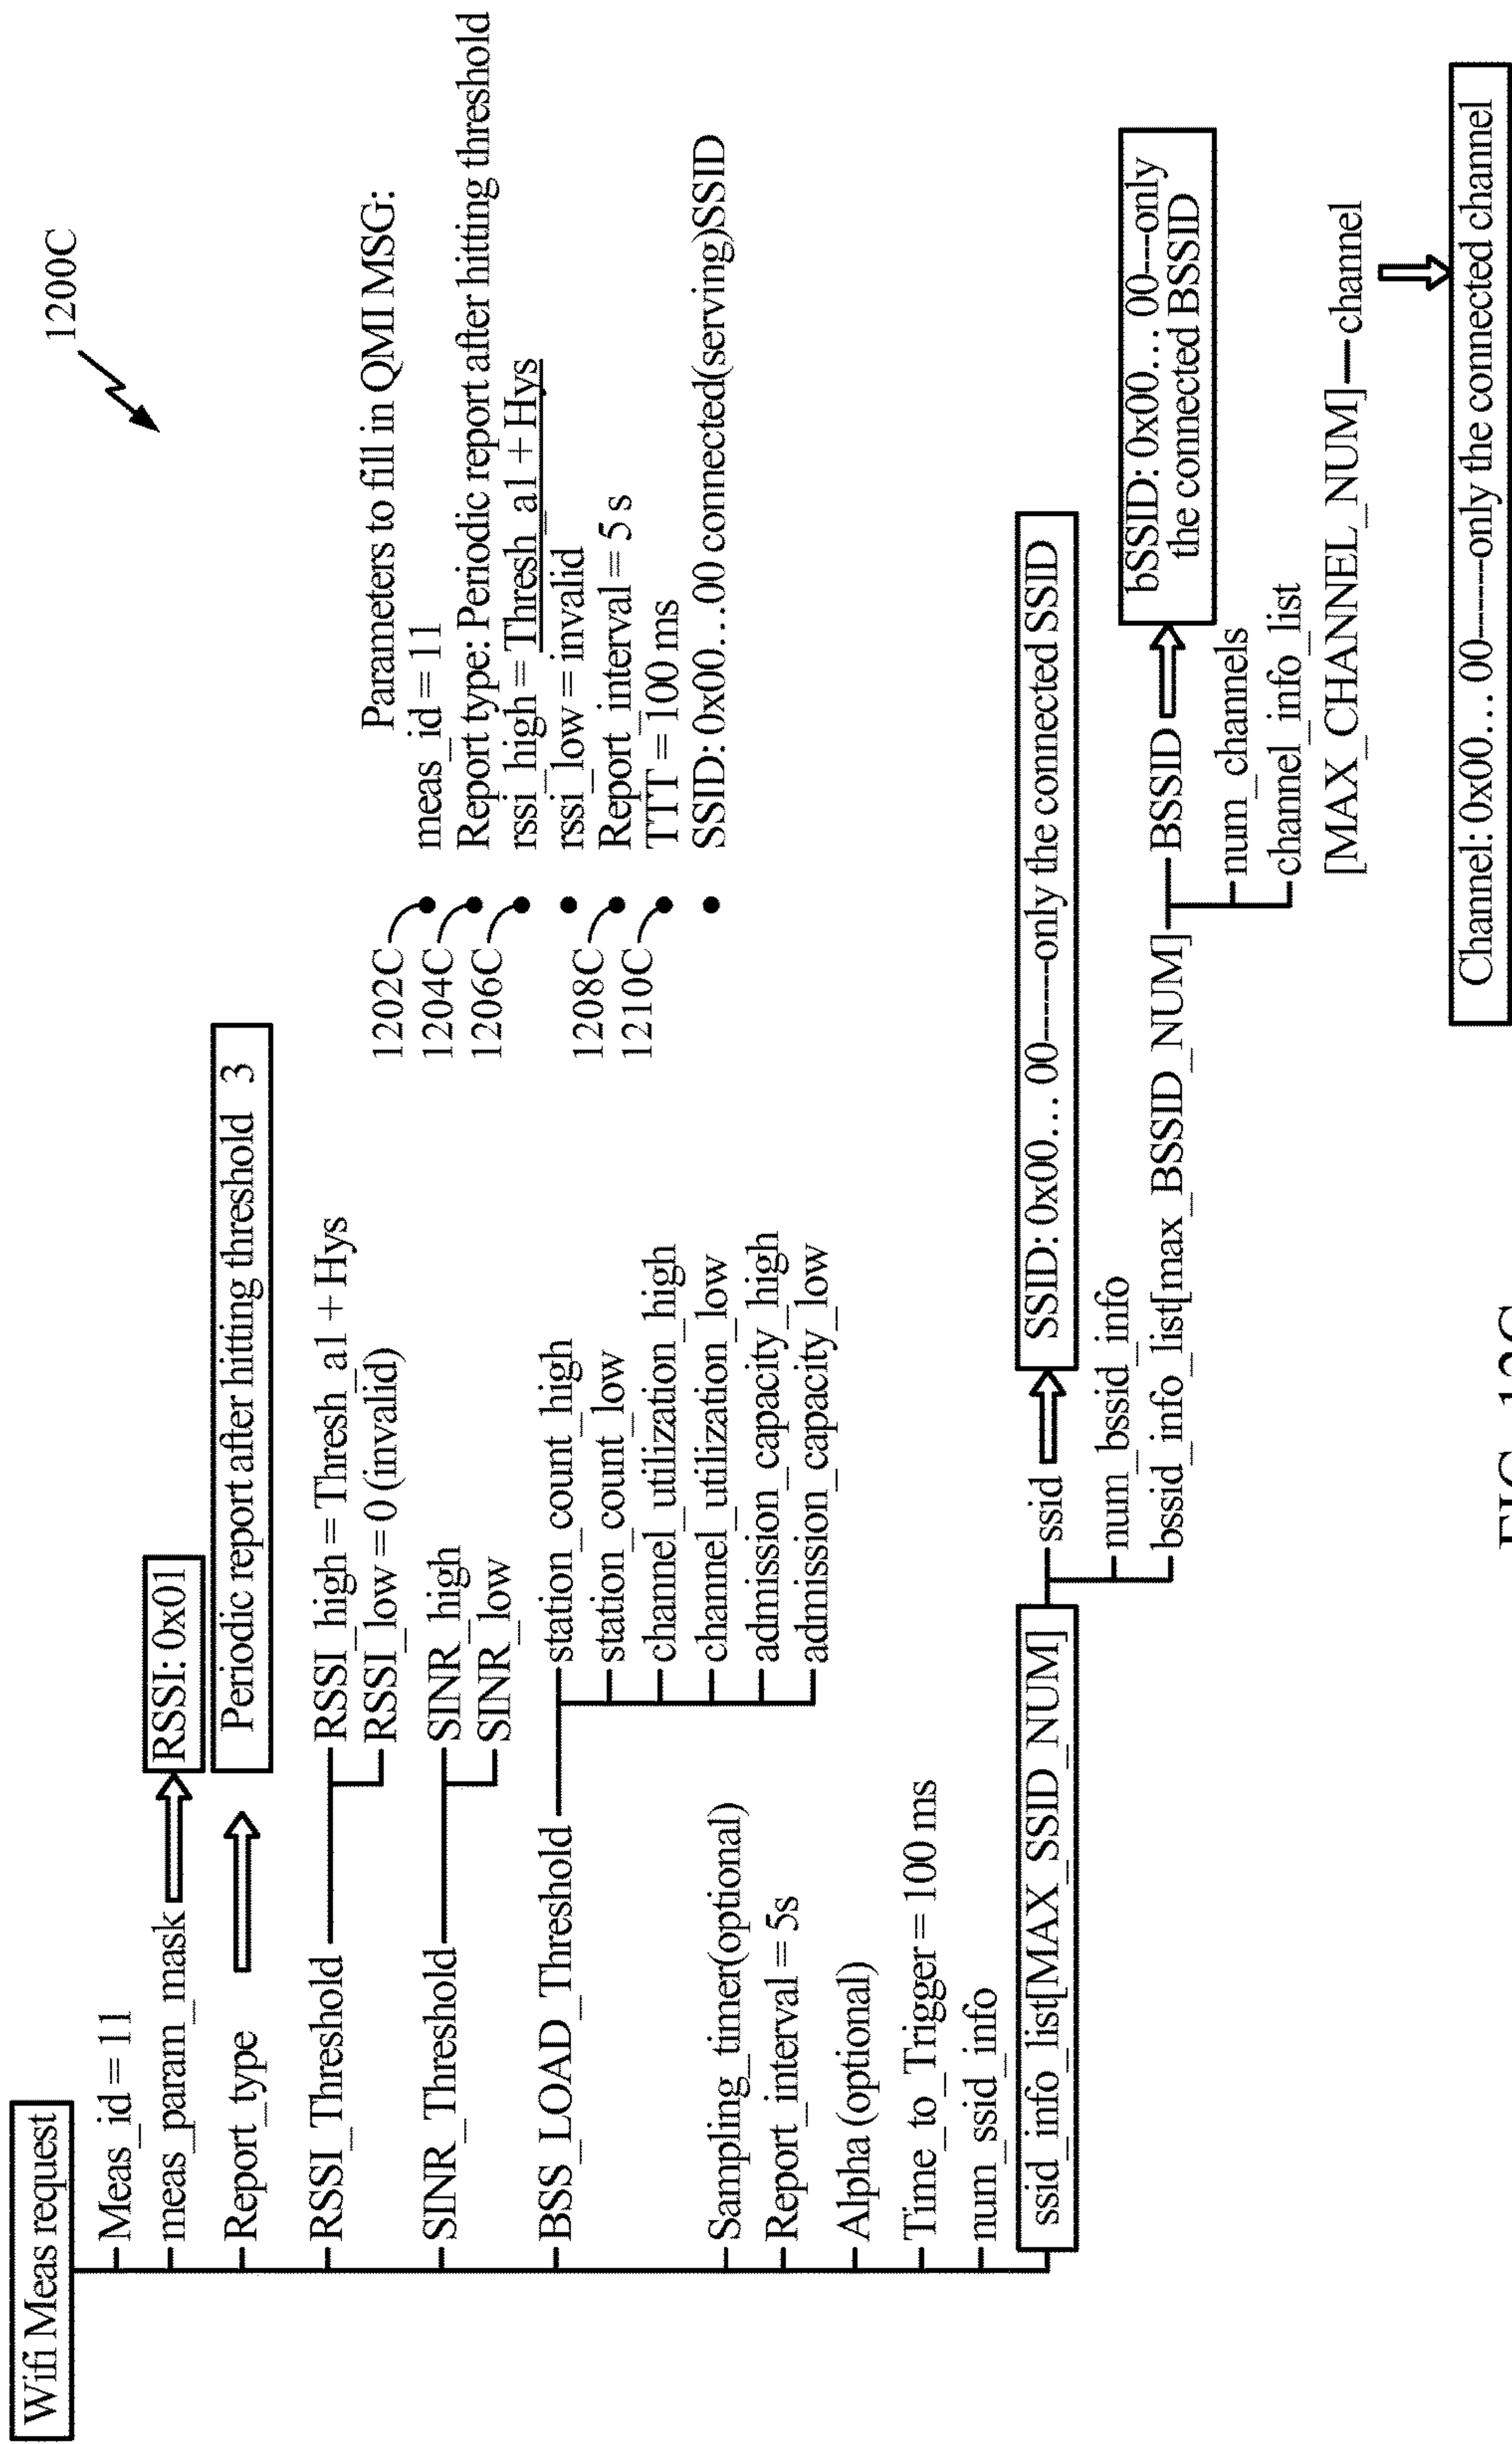 1200C
Wifi Meas request
Meas_id = 11
meas_param_mask
RSSI: 0x01
Report_type
Periodic report after hitting threshold 3
RSSI_Threshold
RSSI_high = Thresh_a1 + Hys
RSSI_low = 0 (invalid)
SINR_Threshold
SINR_high
SINR_low
BSS_LOAD_Threshold
station_count_high
station_count_low
channel_utilization_high
channel_utilization_low
admission_capacity_high
admission_capacity_low
Sampling_timer(optional)
Report_interval = 5s
Alpha (optional)
Time_to_Trigger = 100 ms
num_ssid_info
ssid_info_list[MAX_SSID_NUM]
Parameters to fill in QMI MSG:
1202C
meas_id = 11
1204C
Report type: Periodic report after hitting threshold
1206C
rssi_high = Thresh_a1 + Hys
rssi_low = invalid
1208C
Report_interval = 5 s
1210C
TTT = 100 ms
SSID: 0x00…00 connected(serving)SSID
ssid
SSID: 0x00… 00-------only the connected SSID
num_bssid_info
bssid_info_list[max_BSSID_NUM]
BSSID
bSSID: 0x00… 00---only
the connected BSSID
num_channels
channel_info_list
[MAX_CHANNEL_NUM]
channel
Channel: 0x00… 00-------only the connected channel